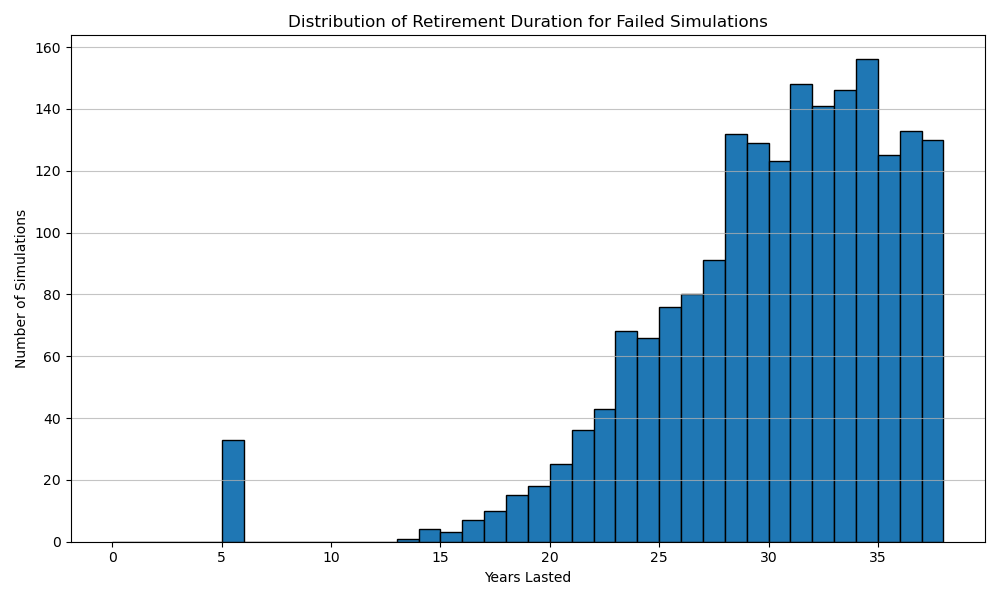 Distribution of Retirement Duration for Failed Simulations
160
140
120
100
80
60
40
20
0
Number of Simulations
0 5 10 15 20 25 30 35
Years Lasted